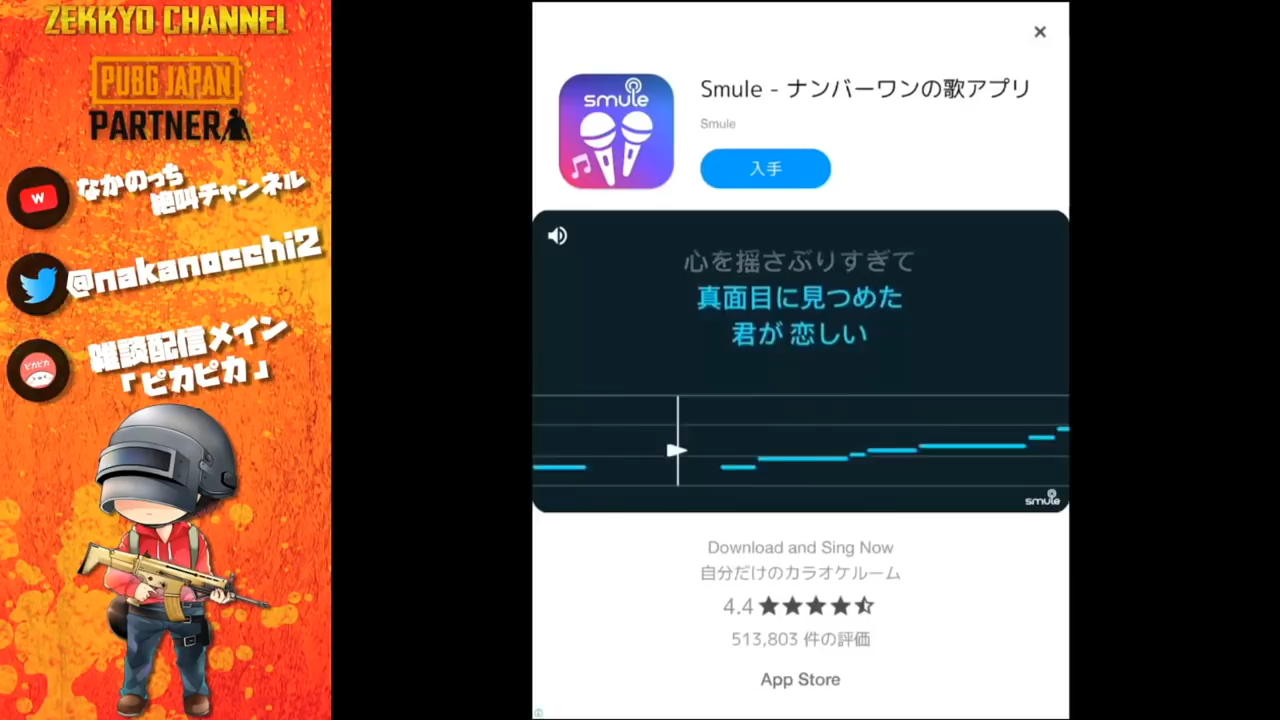 ZEKKYO CHANNEL
PUBG JAPAN
PARTNER
W
なかのっち
絶叫チャンネル
@nakanocchi2
ピカピカ
雑談配信メイン
「ピカピカ」
smule
Smule - ナンバーワンの歌アプリ
Smule
入手
心を揺さぶりすぎて
真面目に見つめた
君が 恋しい
smule
Download and Sing Now
自分だけのカラオケルーム
4.4
513,803 件の評価
App Store